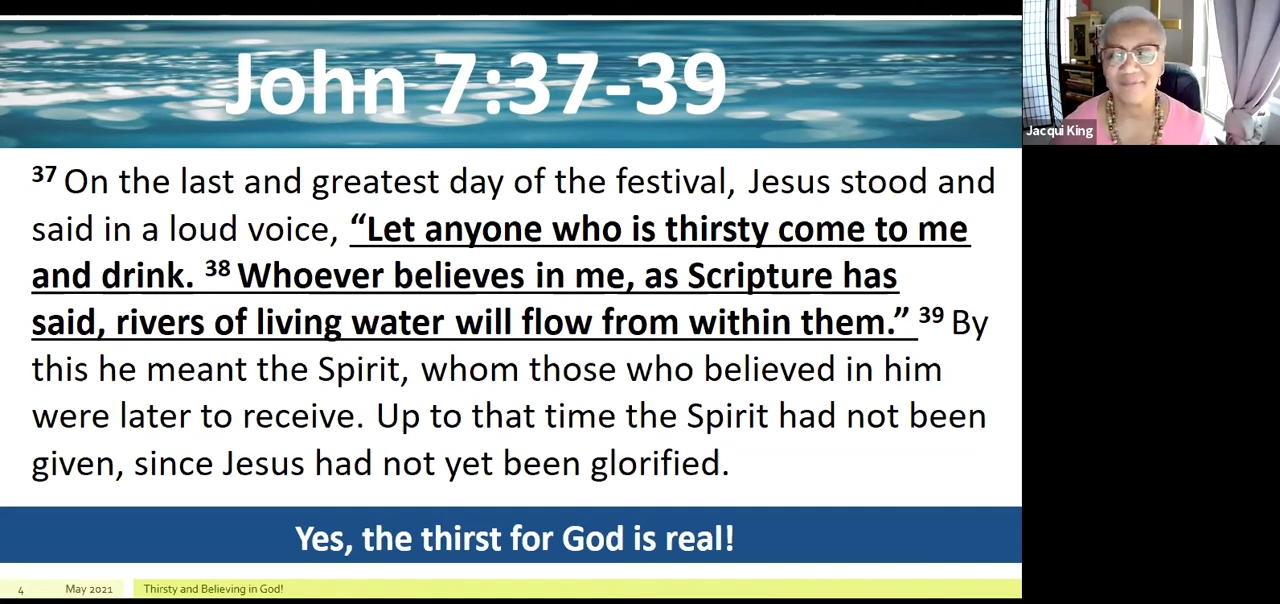 John 7:37-39
Jacqui King
37 On the last and greatest day of the festival, Jesus stood and
said in a loud voice, “Let anyone who is thirsty come to me
and drink. 38 Whoever believes in me, as Scripture has
said, rivers of living water will flow from within them.” 39 By
this he meant the Spirit, whom those who believed in him
were later to receive. Up to that time the Spirit had not been
given, since Jesus had not yet been glorified.
Yes, the thirst for God is real!
4 May 2021 Thirsty and Believing in God!